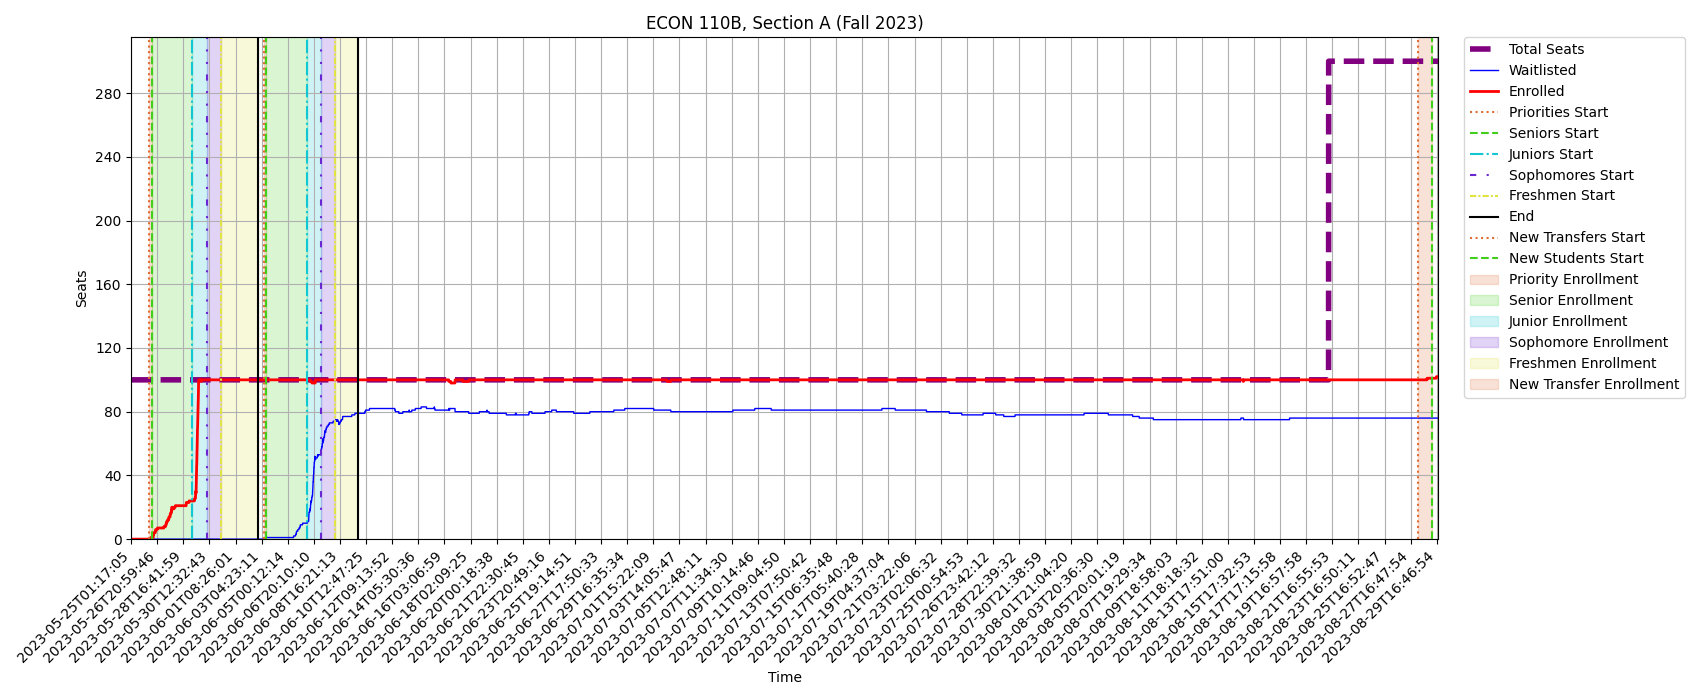 ECON 110B, Section A (Fall 2023)
Seats
280
240
200
160
120
80
40
0
2023-05-25T01:17:05
2023-05-26T20:59:46
2023-05-28T16:41:59
2023-05-30T12:32:43
2023-06-01T08:26:01
2023-06-03T04:23:11
2023-06-05T00:12:14
2023-06-06T20:10:10
2023-06-08T16:21:13
2023-06-10T12:47:25
2023-06-12T09:13:52
2023-06-14T05:30:36
2023-06-16T03:06:59
2023-06-18T02:09:25
2023-06-20T00:18:38
2023-06-21T22:30:45
2023-06-23T20:49:16
2023-06-25T19:14:51
2023-06-27T17:50:33
2023-06-29T16:35:34
2023-07-01T15:22:09
2023-07-03T14:05:47
2023-07-05T12:48:11
2023-07-07T11:34:30
2023-07-09T10:14:46
2023-07-11T09:04:50
2023-07-13T07:50:42
2023-07-15T06:35:48
2023-07-17T05:40:28
2023-07-19T04:37:04
2023-07-21T03:22:06
2023-07-23T02:06:32
2023-07-25T00:54:53
2023-07-26T23:42:12
2023-07-28T22:39:32
2023-07-30T21:38:59
2023-08-01T21:04:20
2023-08-03T20:36:30
2023-08-05T20:01:19
2023-08-07T19:29:34
2023-08-09T18:58:03
2023-08-11T18:18:32
2023-08-13T17:51:00
2023-08-15T17:32:53
2023-08-17T17:15:58
2023-08-19T16:57:58
2023-08-21T16:55:53
2023-08-23T16:50:11
2023-08-25T16:52:47
2023-08-27T16:47:54
2023-08-29T16:46:54
Time
Total Seats
Waitlisted
Enrolled
Priorities Start
Seniors Start
Juniors Start
Sophomores Start
Freshmen Start
End
New Transfers Start
New Students Start
Priority Enrollment
Senior Enrollment
Junior Enrollment
Sophomore Enrollment
Freshmen Enrollment
New Transfer Enrollment